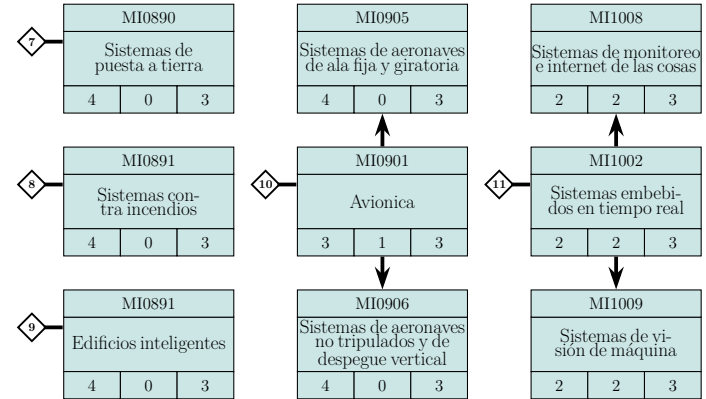 7
MI0890
Sistemas de
puesta a tierra
4 0 3
MI0905
Sistemas de aeronaves
de ala fija y giratoria
4 0 3
MI1008
Sistemas de monitoreo
e internet de las cosas
2 2 3
8
MI0891
Sistemas con-
tra incendios
4 0 3
10
MI0901
Avionica
3 1 3
11
MI1002
Sistemas embebi-
dos en tiempo real
2 2 3
9
MI0891
Edificios inteligentes
4 0 3
MI0906
Sistemas de aeronaves
no tripulados y de
despegue vertical
4 0 3
MI1009
Sistemas de vi-
sión de máquina
2 2 3